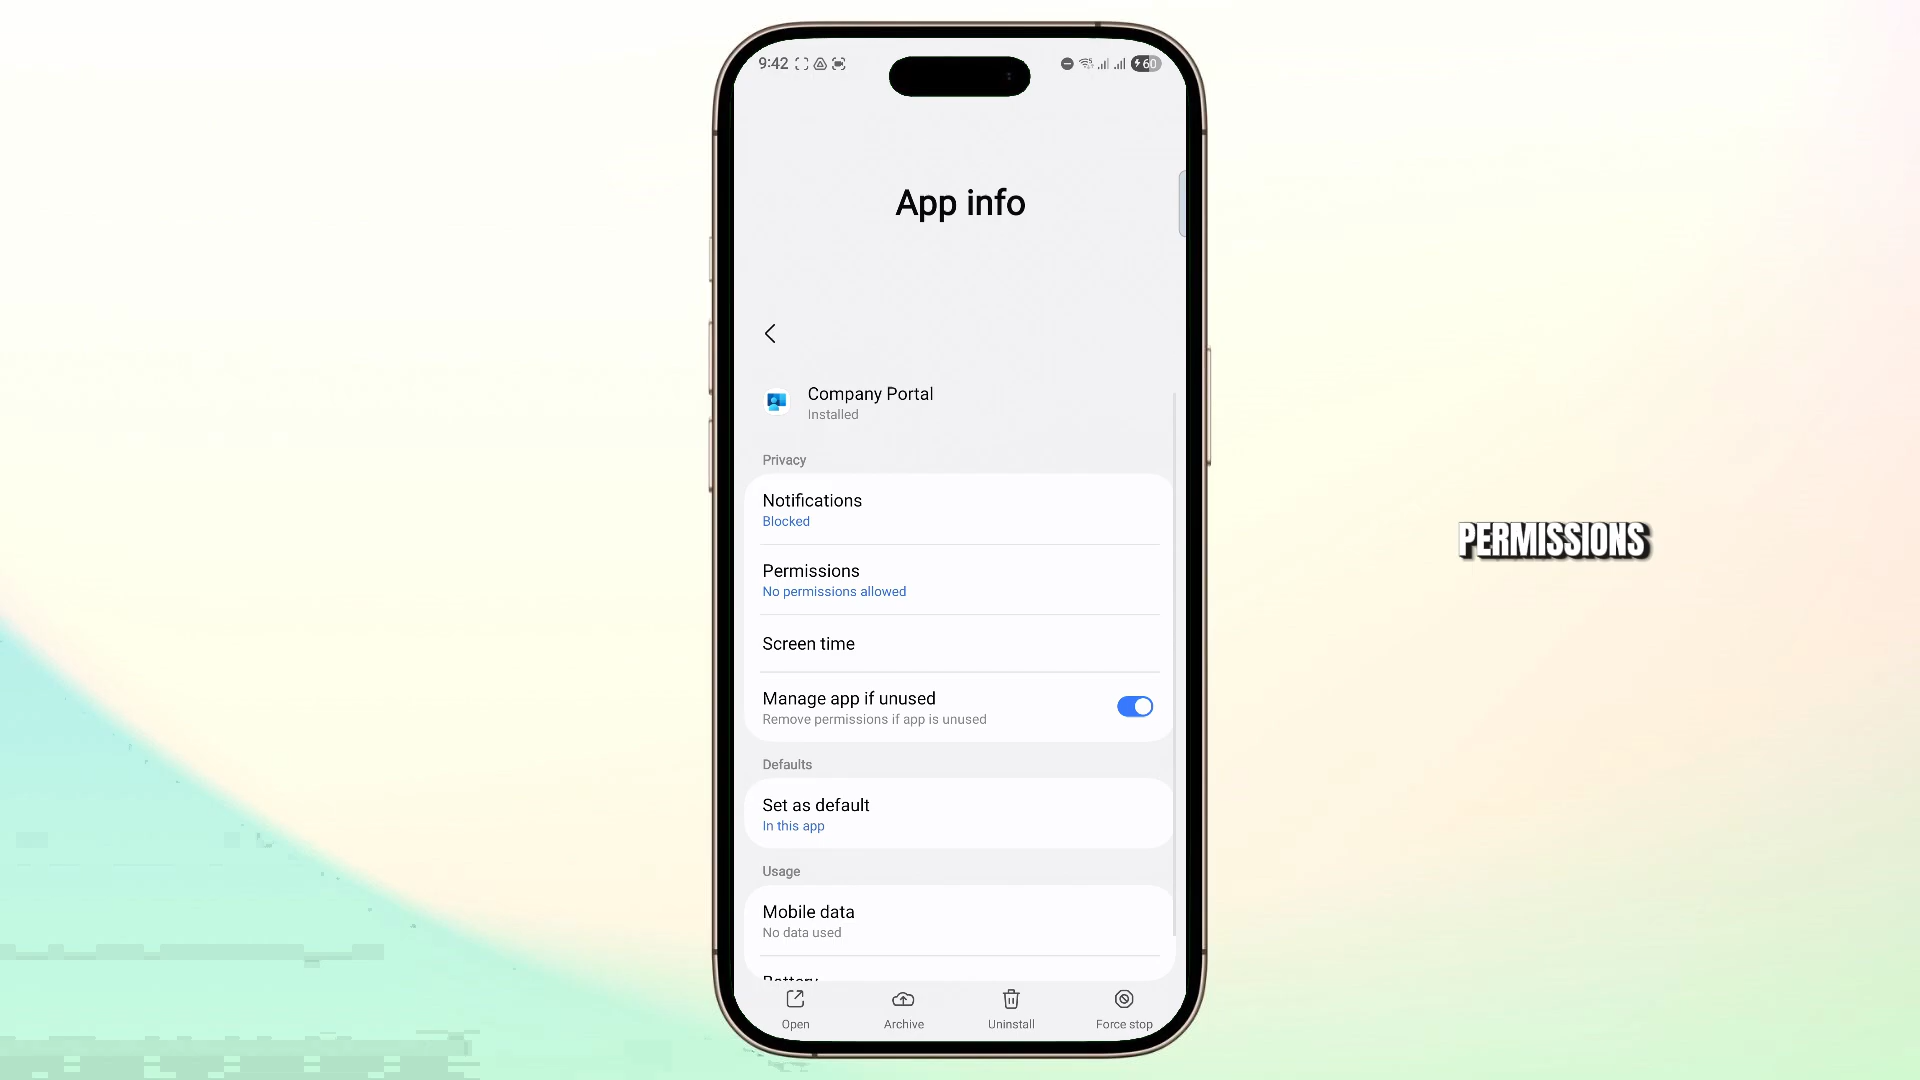 9:42
60
App info
Company Portal
Installed
Privacy
Notifications
Blocked
Permissions
No permissions allowed
PERMISSIONS
Screen time
Manage app if unused
Remove permissions if app is unused
Defaults
Set as default
In this app
Usage
Mobile data
No data used
Battery
Open
Archive
Uninstall
Force stop